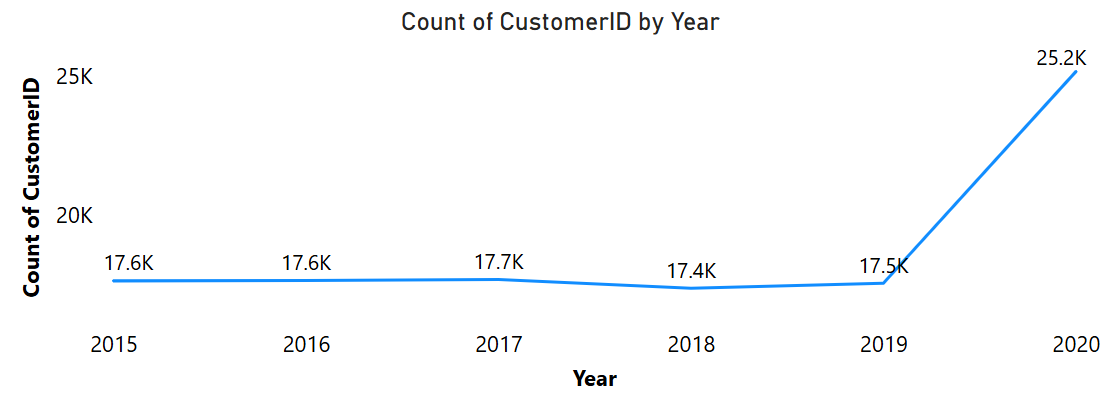 Count of CustomerID by Year
Count of CustomerID
25K
20K
17.6K
17.6K
17.7K
17.4K
17.5K
25.2K
2015
2016
2017
2018
2019
2020
Year